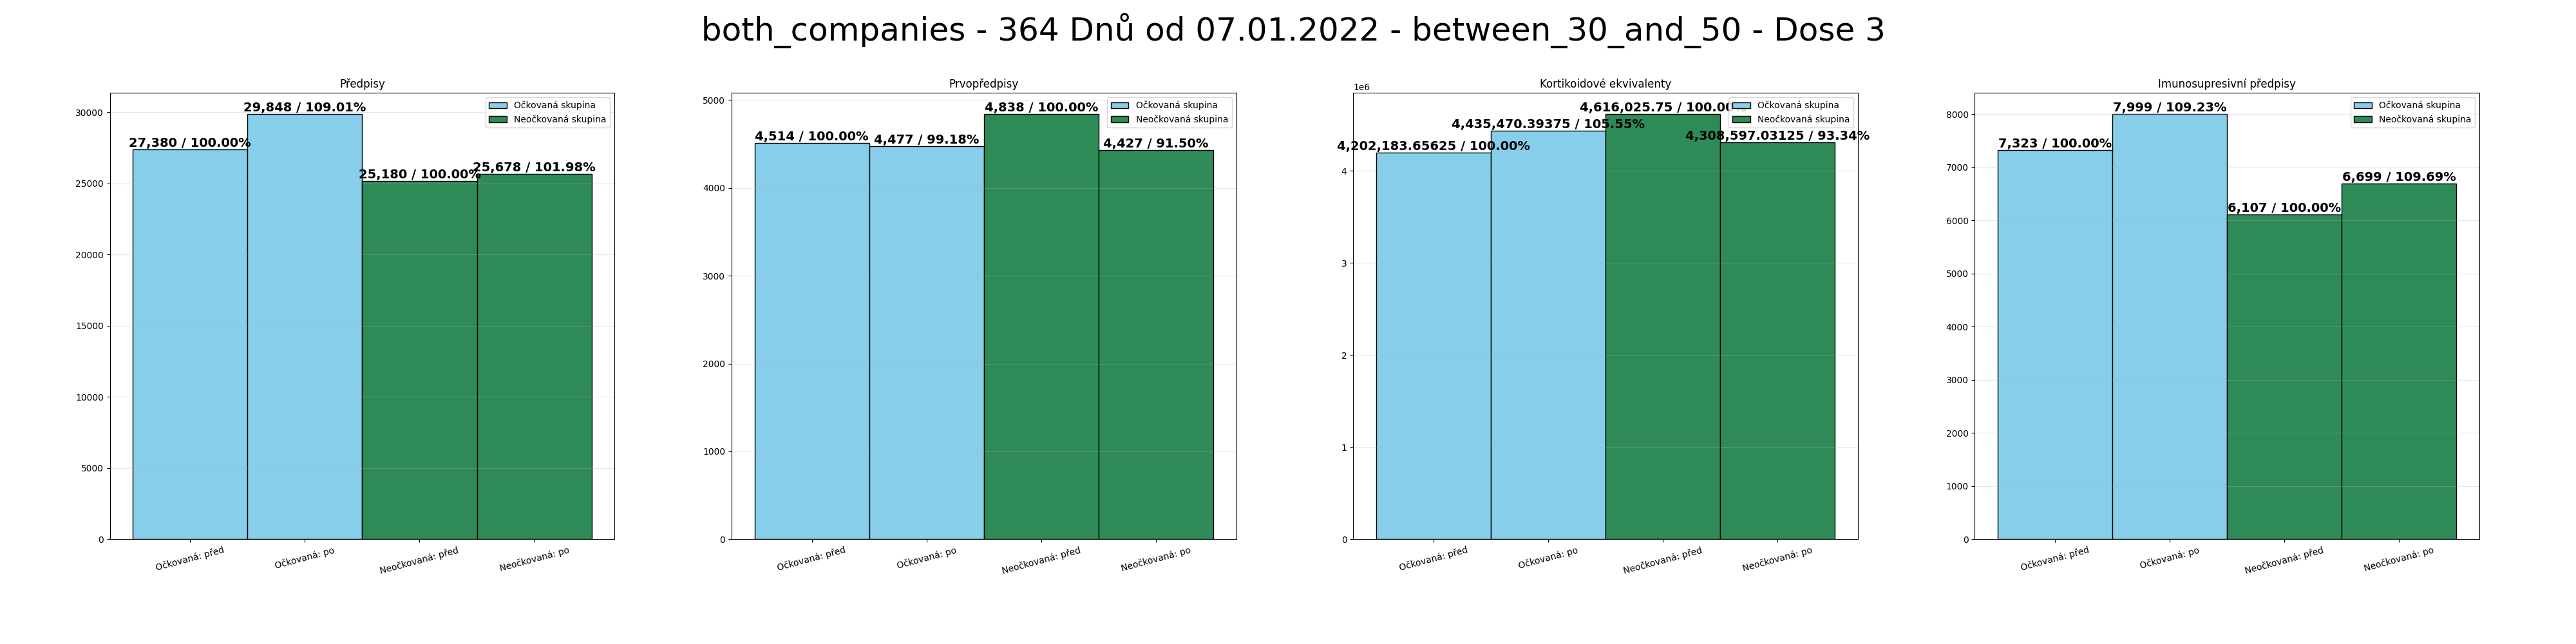 both_companies - 364 Dnů od 07.01.2022 - between_30_and_50 - Dose 3
Předpisy
30000
25000
20000
15000
10000
5000
0
27,380 / 100.00%
29,848 / 109.01%
25,180 / 100.00%
25,678 / 101.98%
Očkovaná skupina
Neočkovaná skupina
Očkovaná: před
Očkovaná: po
Neočkovaná: před
Neočkovaná: po
Prvopředpisy
5000
4000
3000
2000
1000
0
4,514 / 100.00%
4,477 / 99.18%
4,838 / 100.00%
4,427 / 91.50%
Očkovaná skupina
Neočkovaná skupina
Očkovaná: před
Očkovaná: po
Neočkovaná: před
Neočkovaná: po
Kortikoidové ekvivalenty
1e6
4
3
2
1
0
4,202,183.65625 / 100.00%
4,435,470.39375 / 105.55%
4,616,025.75 /
4,308,597.03125 / 93.34%
Očkovaná skupina
Neočkovaná skupina
Očkovaná: před
Očkovaná: po
Neočkovaná: před
Neočkovaná: po
Imunosupresivní předpisy
8000
7000
6000
5000
4000
3000
2000
1000
0
7,323 / 100.00%
7,999 / 109.23%
6,107 / 100.00%
6,699 / 109.69%
Očkovaná skupina
Neočkovaná skupina
Očkovaná: před
Očkovaná: po
Neočkovaná: před
Neočkovaná: po